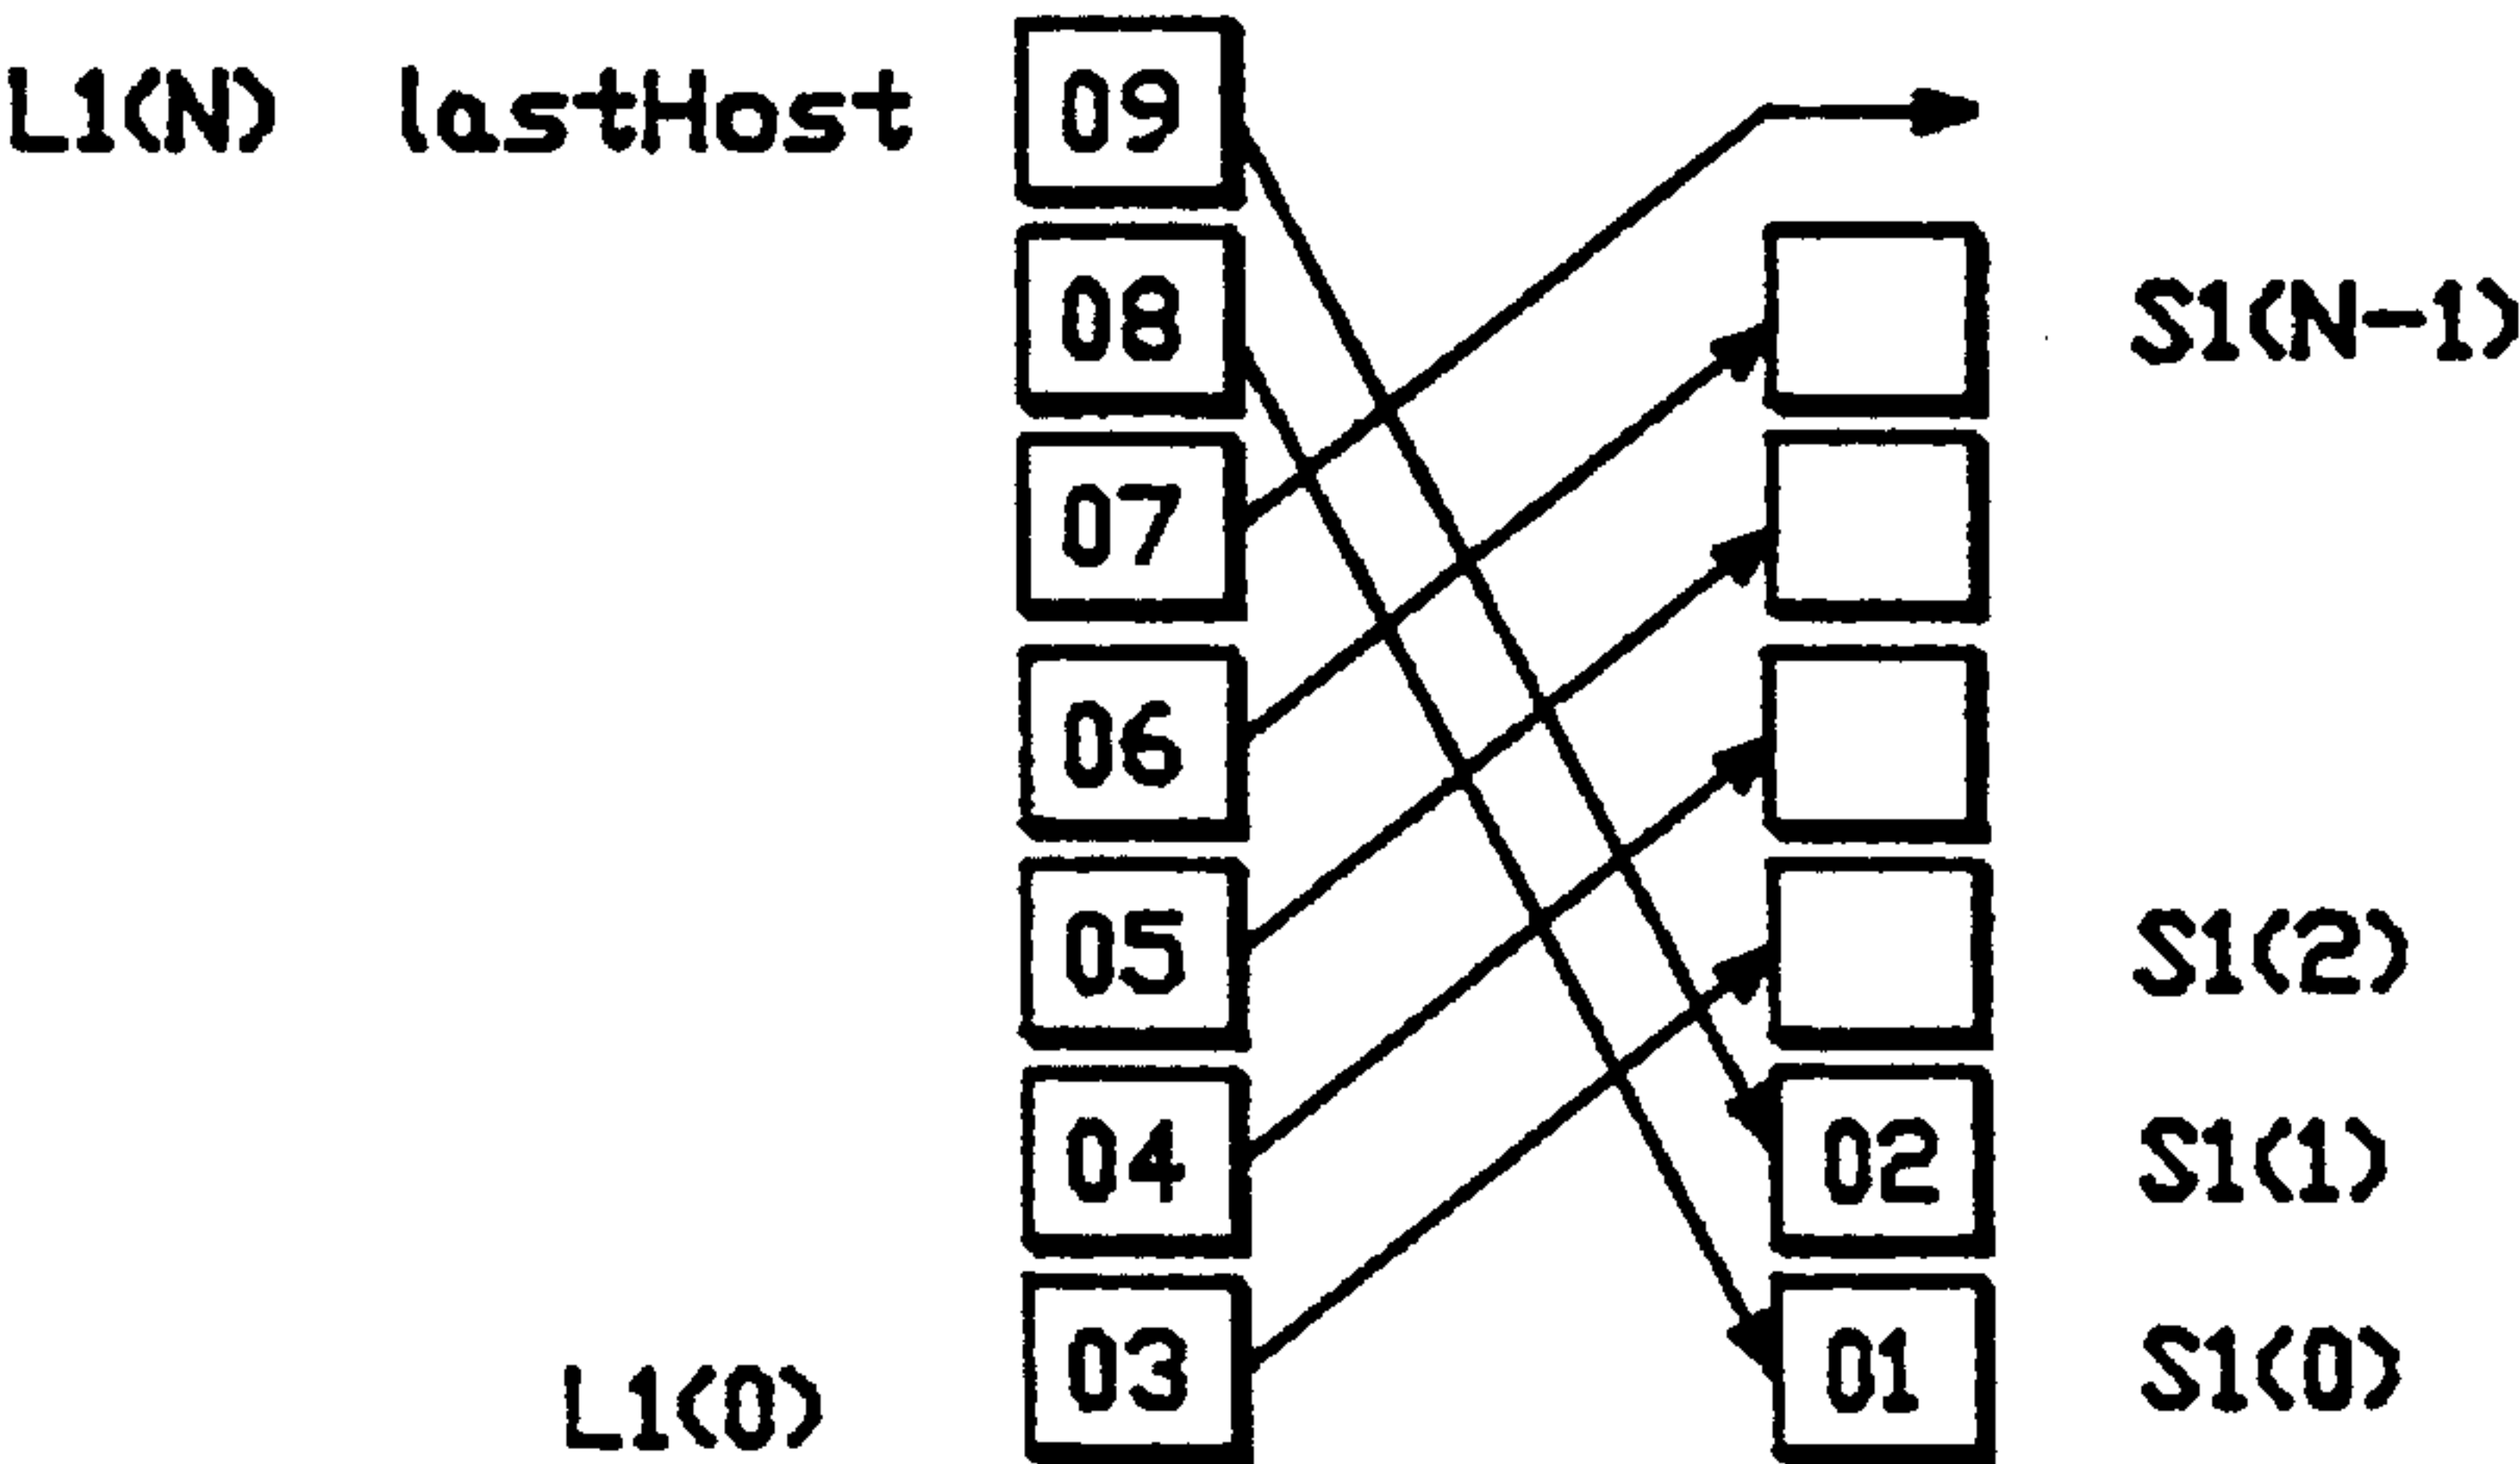 L1(N) lastHost 09
08 S1(N-1)
07
06
05 S1(2)
04 02 S1(1)
L1(0) 03 01 S1(0)